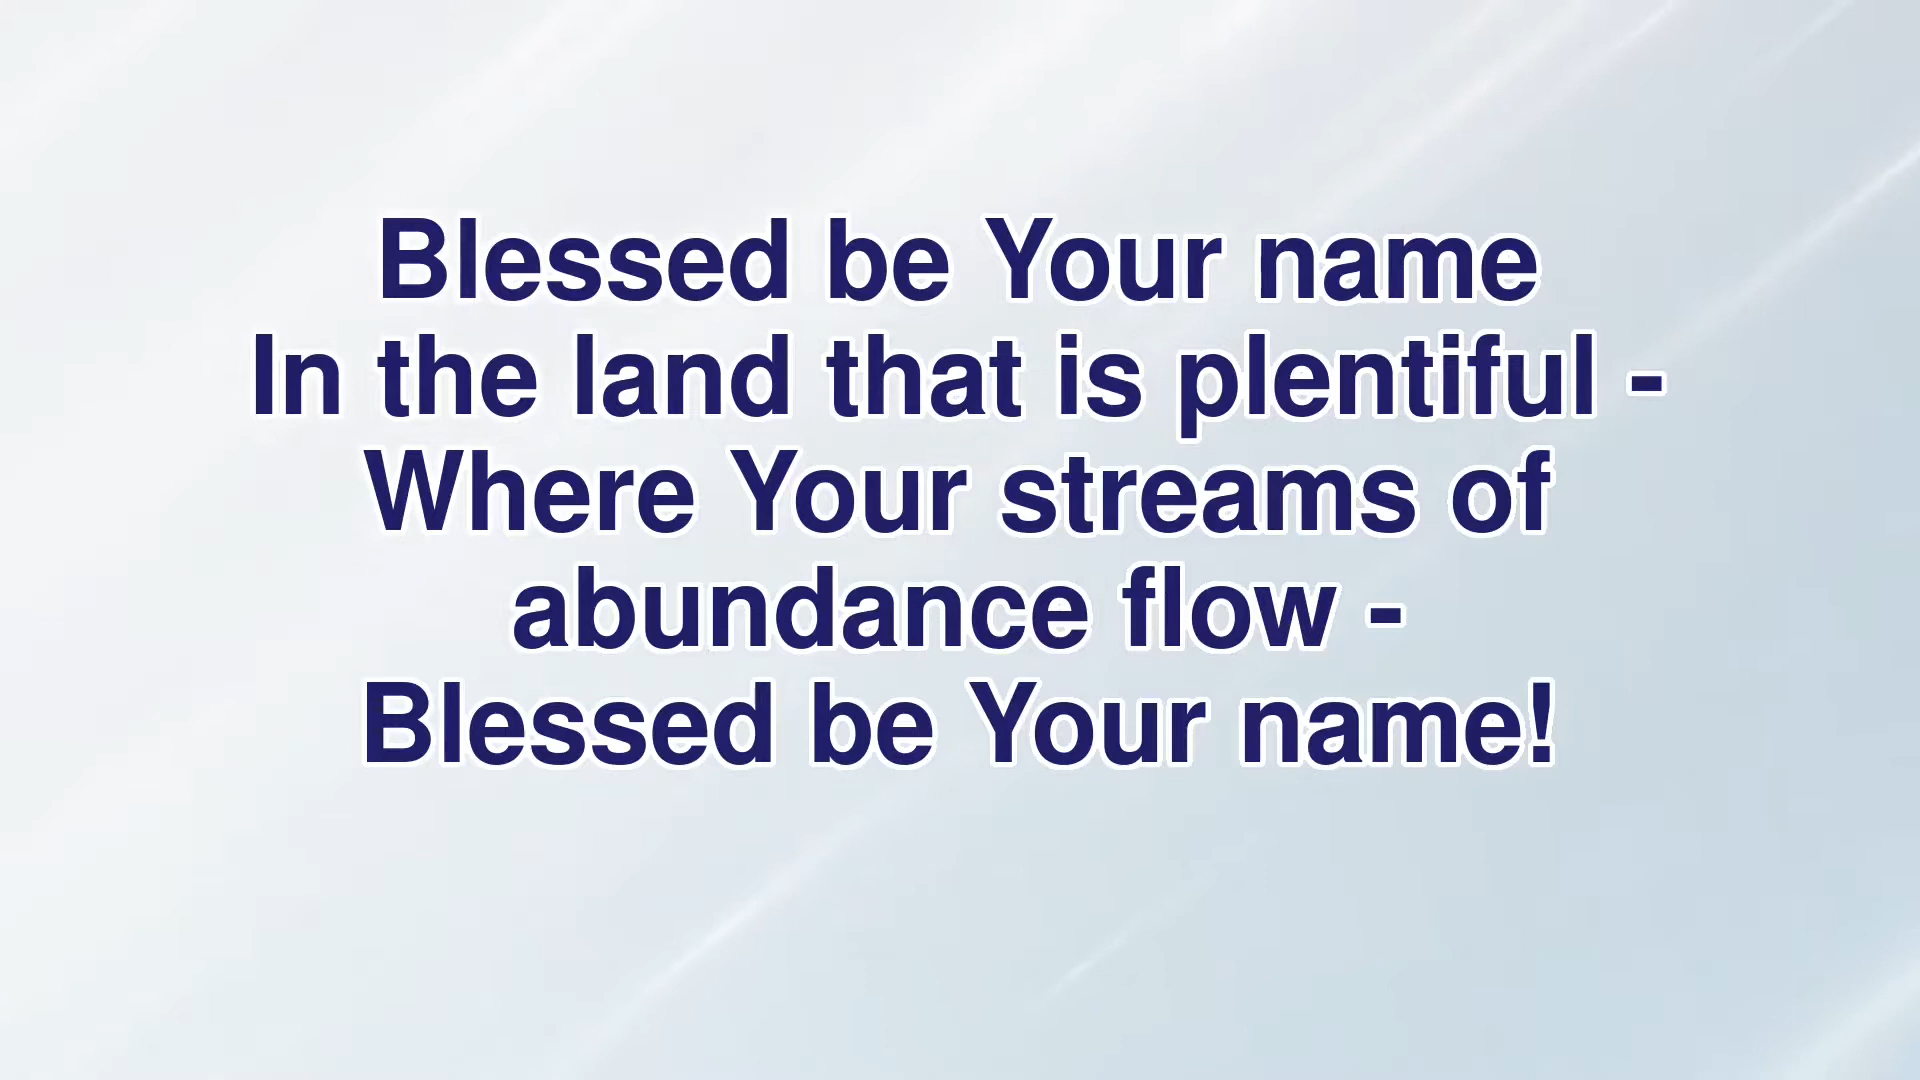 Blessed be Your name
In the land that is plentiful -
Where Your streams of
abundance flow -
Blessed be Your name!